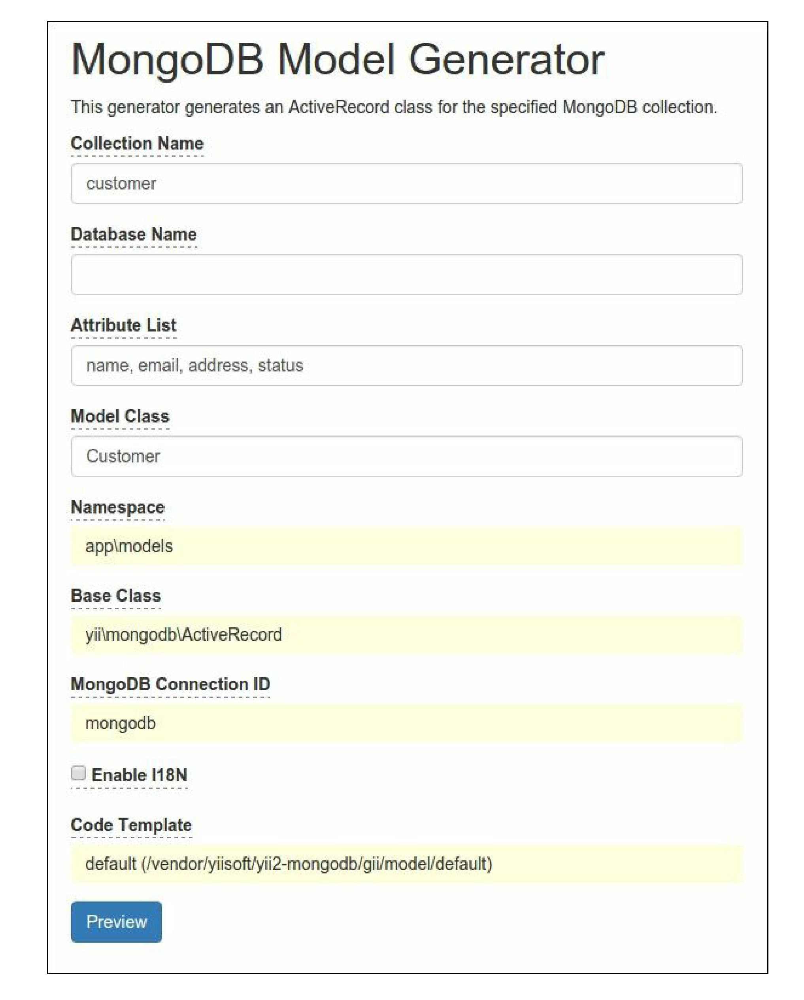 MongoDB Model Generator
This generator generates an ActiveRecord class for the specified MongoDB collection.
Collection Name
customer
Database Name
Attribute List
name, email, address, status
Model Class
Customer
Namespace
app\models
Base Class
yii\mongodb\ActiveRecord
MongoDB Connection ID
mongodb
Enable I18N
Code Template
default (/vendor/yiisoft/yii2-mongodb/gii/model/default)
Preview